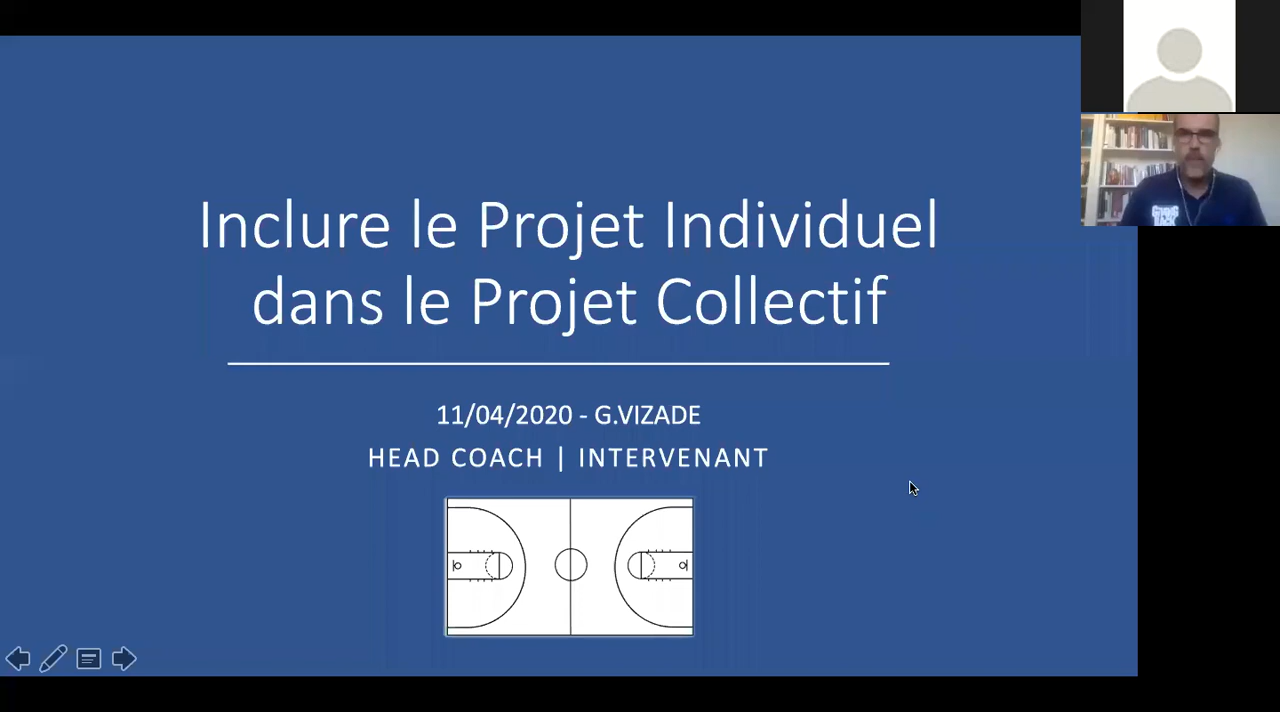 Inclure le Projet Individuel
dans le Projet Collectif
11/04/2020 - G.VIZADE
HEAD COACH | INTERVENANT